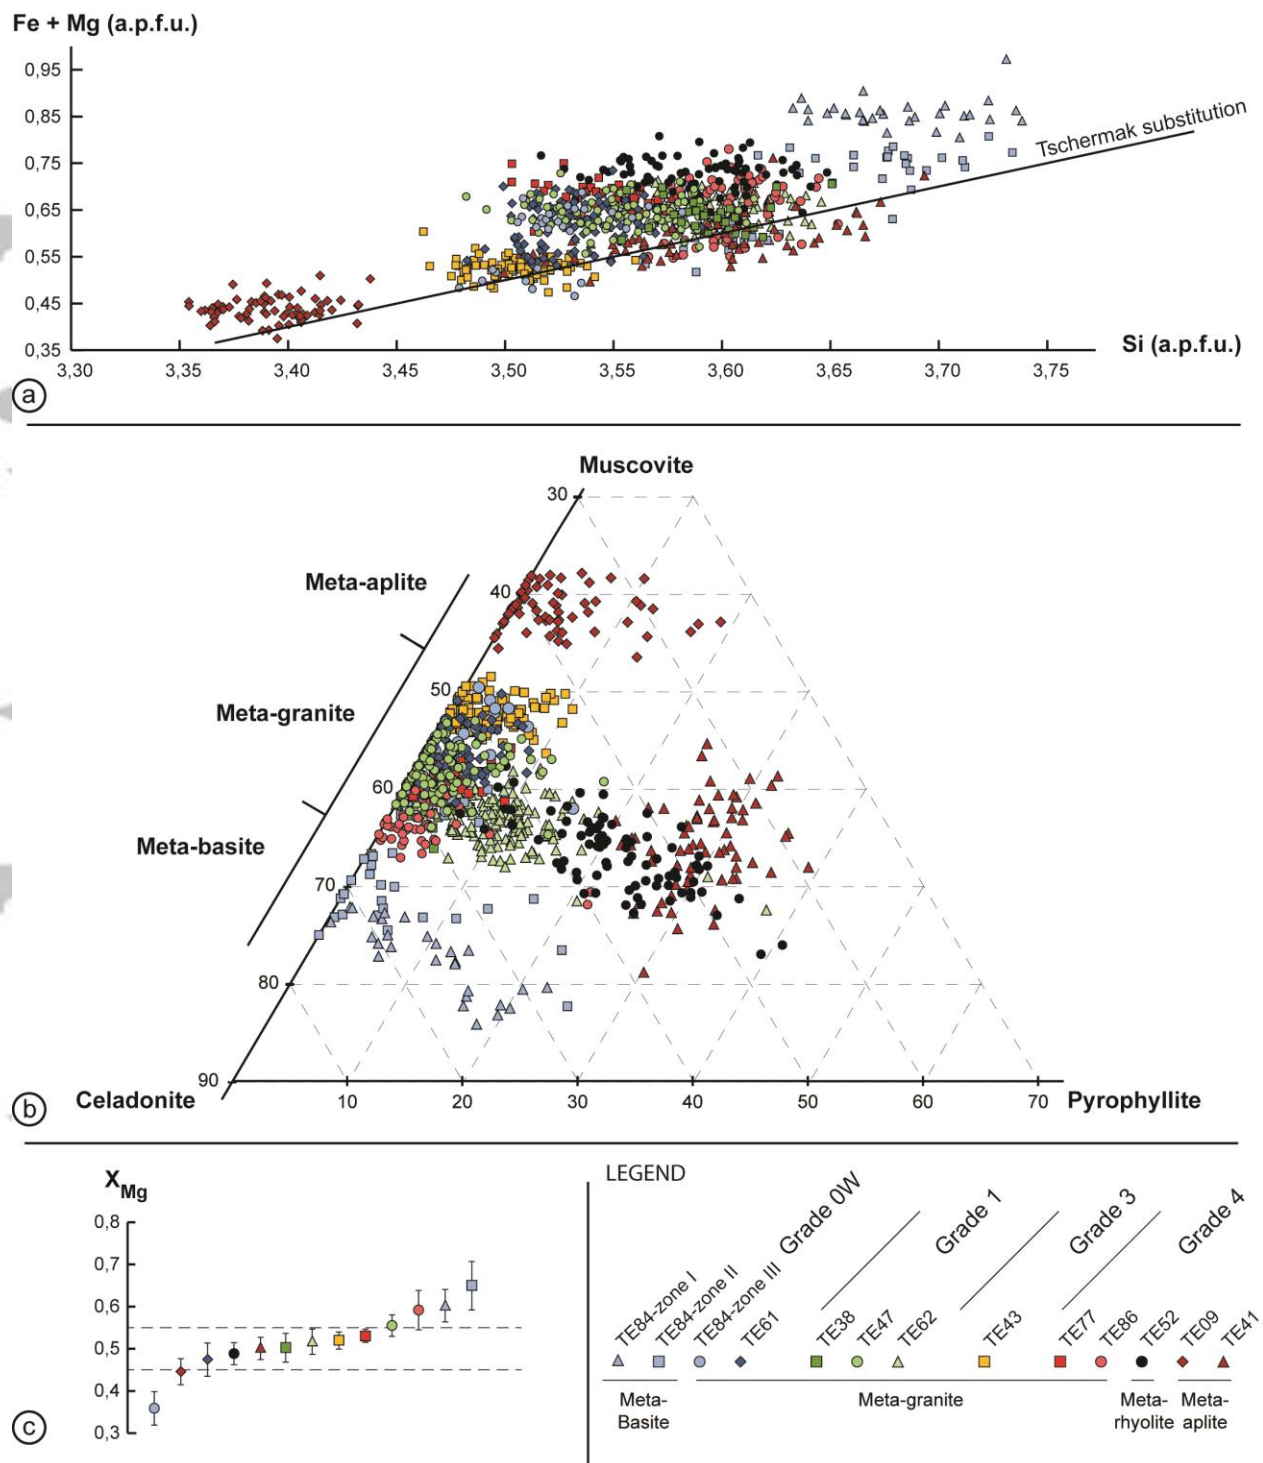 Fe + Mg (a.p.f.u.)
0,95
0,85
0,75
0,65
0,55
0,45
0,35
Tschermak substitution
Si (a.p.f.u.)
3,30 3,35 3,40 3,45 3,50 3,55 3,60 3,65 3,70 3,75
a
Muscovite
30
40
50
60
70
80
90
Meta-aplite
Meta-granite
Meta-basite
Celadonite
10 20 30 40 50 60 70
Pyrophyllite
b
X Mg
0,8
0,7
0,6
0,5
0,4
0,3
c
LEGEND
Grade 0W
Grade 1
Grade 3
Grade 4
TE84-zone I
TE84-zone II
TE84-zone III
TE61
TE38
TE47
TE62
TE43
TE77
TE86
TE52
TE09
TE41
Meta-
Basite
Meta-granite
Meta-
rhyolite
Meta-
aplite